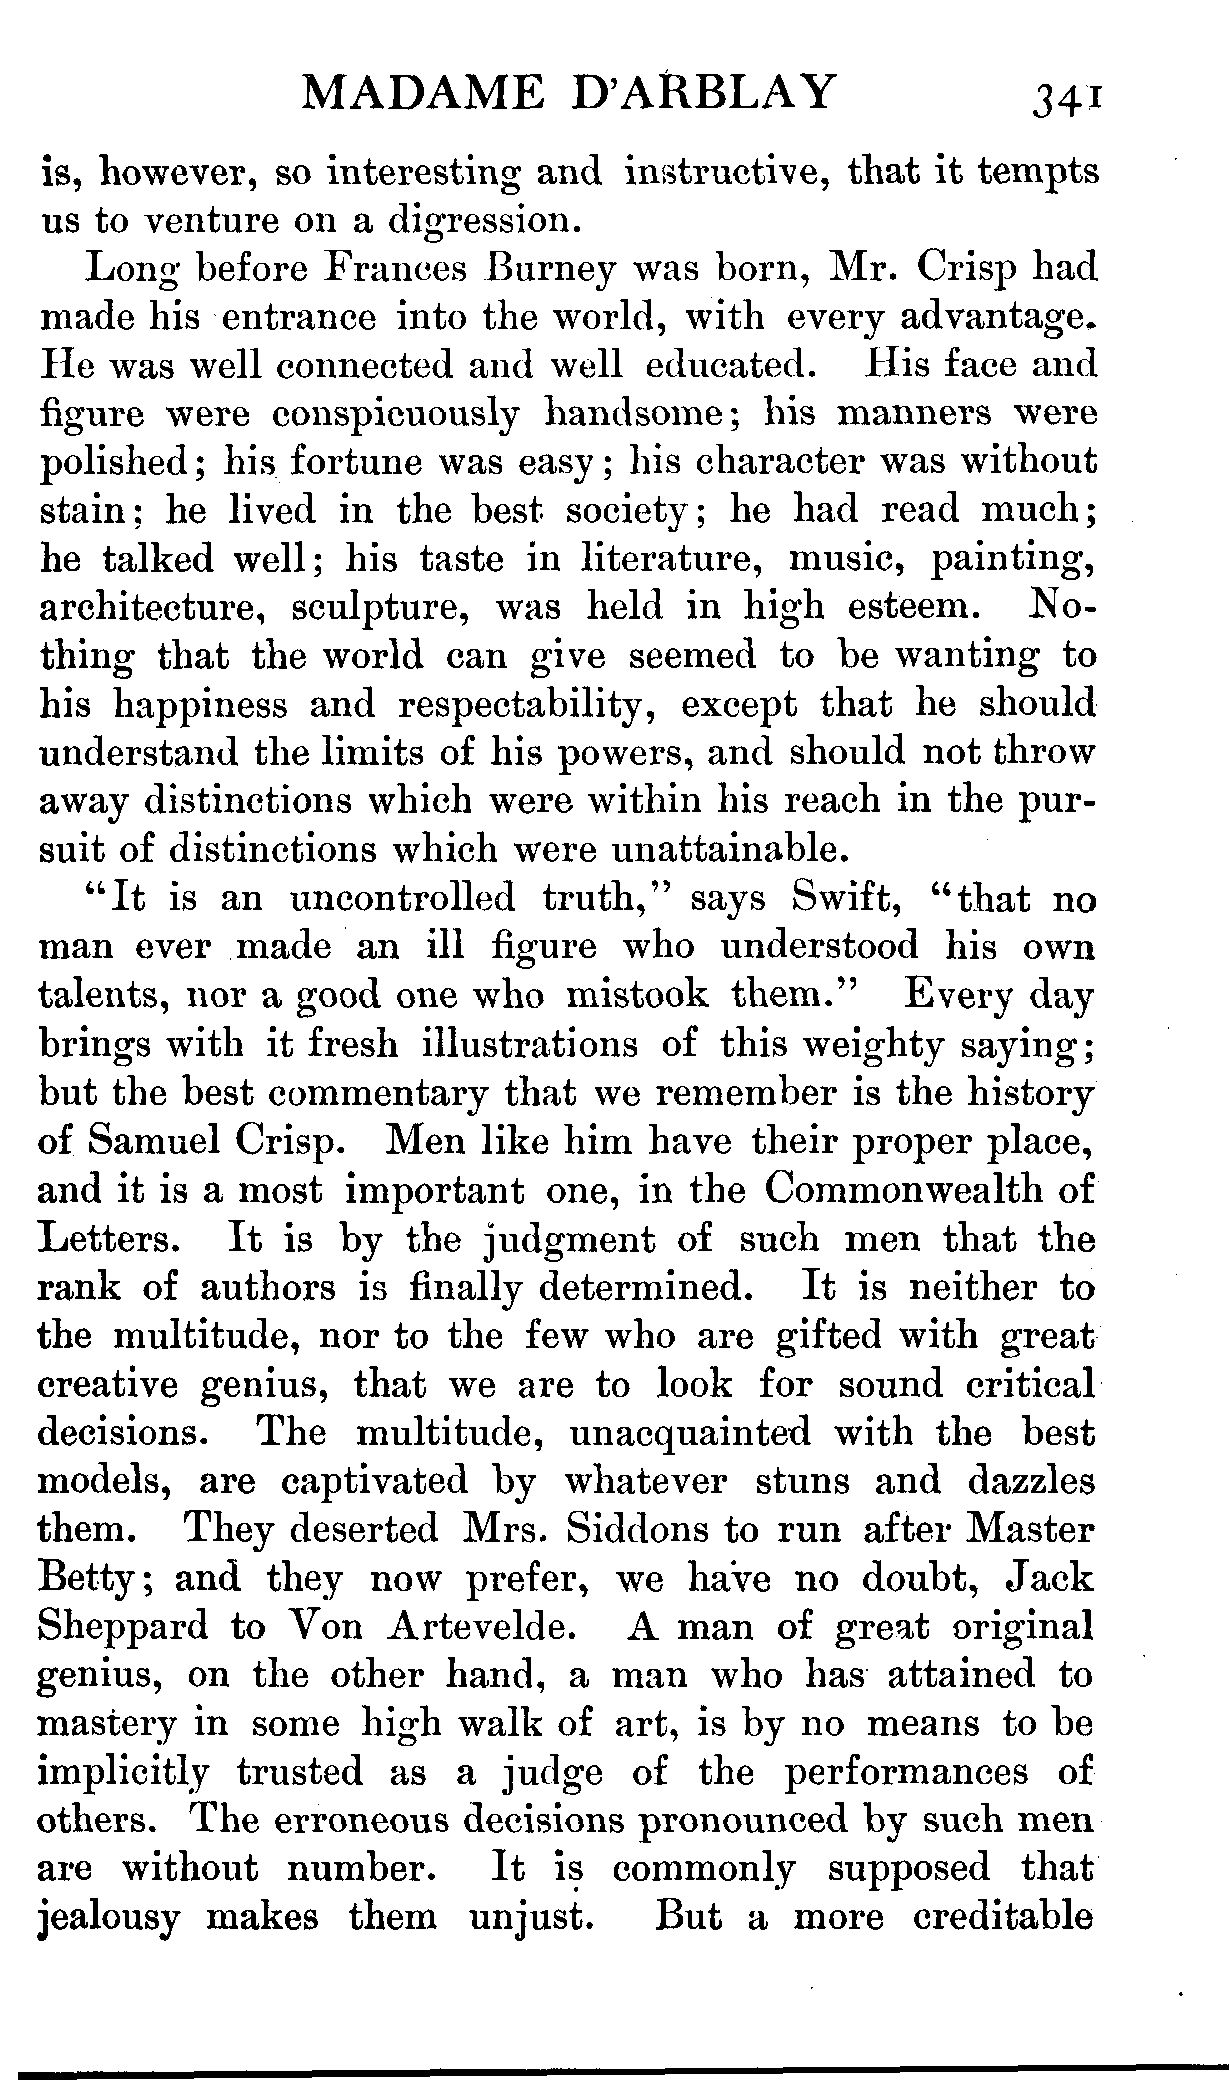 MADAME D'ARBLAY 341
is, however, so interesting and instructive, that it tempts
us to venture on a digression.
Long before Frances Burney was born, Mr. Crisp had
made his entrance into the world, with every advantage.
He was well connected and well educated. His face and
figure were conspicuously handsome; his manners were
polished; his fortune was easy; his character was without
stain; he lived in the best society; he had read much;
he talked well; his taste in literature, music, painting,
architecture, sculpture, was held in high esteem. No-
thing that the world can give seemed to be wanting to
his happiness and respectability, except that he should
understand the limits of his powers, and should not throw
away distinctions which were within his reach in the pur-
suit of distinctions which were unattainable.
“It is an uncontrolled truth,” says Swift, “that no
man ever made an ill figure who understood his own
talents, nor a good one who mistook them.” Every day
brings with it fresh illustrations of this weighty saying;
but the best commentary that we remember is the history
of Samuel Crisp. Men like him have their proper place,
and it is a most important one, in the Commonwealth of
Letters. It is by the judgment of such men that the
rank of authors is finally determined. It is neither to
the multitude, nor to the few who are gifted with great
creative genius, that we are to look for sound critical
decisions. The multitude, unacquainted with the best
models, are captivated by whatever stuns and dazzles
them. They deserted Mrs. Siddons to run after Master
Betty; and they now prefer, we have no doubt, Jack
Sheppard to Von Artevelde. A man of great original
genius, on the other hand, a man who has attained to
mastery in some high walk of art, is by no means to be
implicitly trusted as a judge of the performances of
others. The erroneous decisions pronounced by such men
are without number. It is commonly supposed that
jealousy makes them unjust. But a more creditable